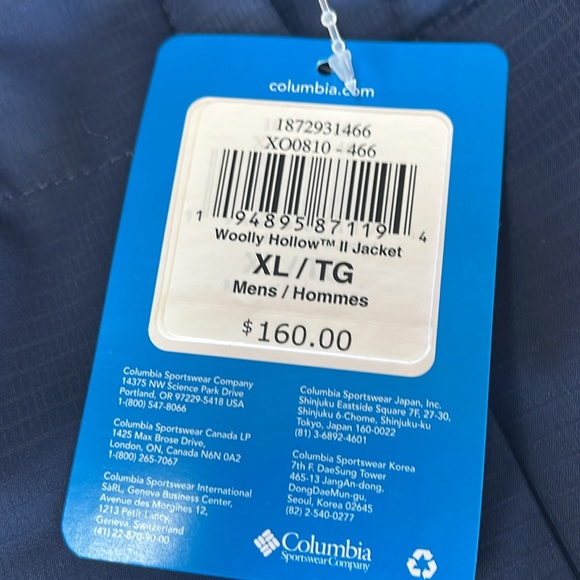 columbia.com
1872931466
XO0810 - 466
1 94895 87119 4
Woolly Hollow™ II Jacket
XL / TG
Mens / Hommes
$160.00
Columbia Sportswear Company
14375 NW Science Park Drive
Portland, OR 97229-5418 USA
1-(800) 547-8066
Columbia Sportswear Canada LP
1425 Max Brose Drive,
London, ON, Canada N6N 0A2
1-(800) 265-7067
Columbia Sportswear International
SàRL, Geneva Business Center,
Avenue des Morgines 12,
1213 Petit-Lancy,
Geneva, Switzerland
(41) 22-870-90-00
Columbia Sportswear Japan, Inc.
Shinjuku Eastside Square 7F, 27-30,
Shinjuku 6-Chome, Shinjuku-ku
Tokyo, Japan 160-0022
(81) 3-6892-4601
Columbia Sportswear Korea
7th F. DaeSung Tower
465-13 JangAn-dong,
DongDaeMun-gu,
Seoul, Korea 02645
(82) 2-540-0277
Columbia
Sportswear Company